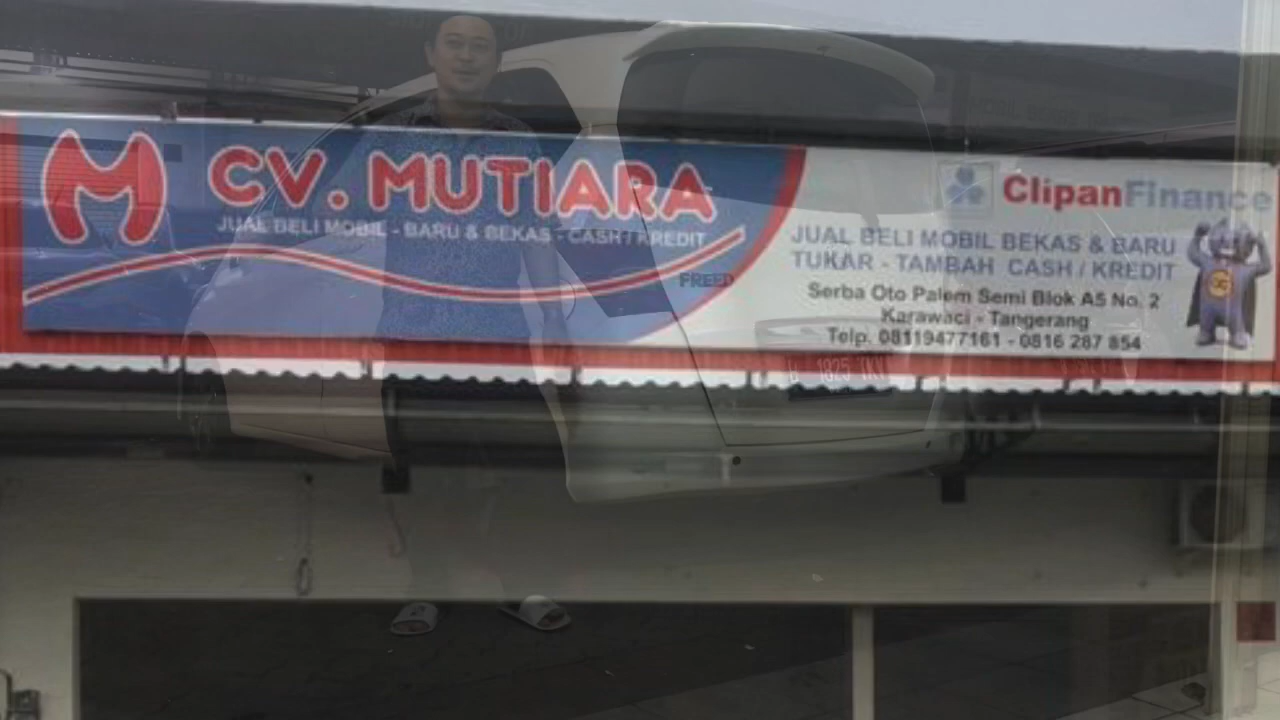 M CV. MUTIARA
JUAL BELI MOBIL - BARU & BEKAS - CASH / KREDIT
ClipanFinance
JUAL BELI MOBIL BEKAS & BARU
TUKAR - TAMBAH CASH / KREDIT
Serba Oto Palem Semi Blok A5 No. 2
Karawaci - Tangerang
Telp. 08119477161 - 0816 287 854
FREED